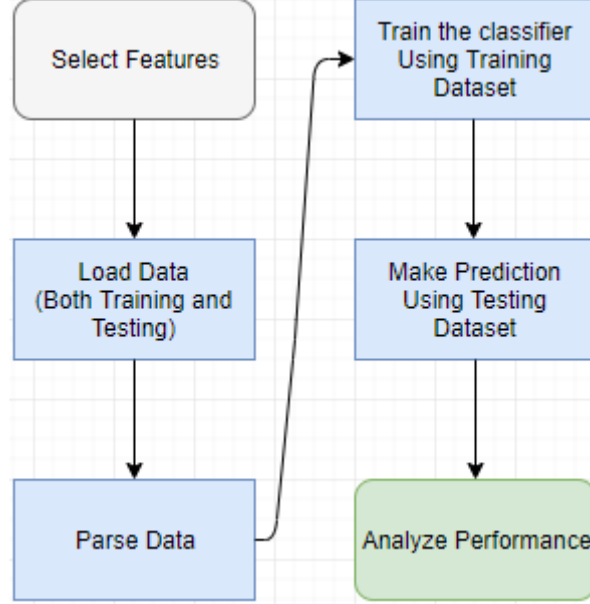 Select Features
Load Data
(Both Training and
Testing)
Parse Data
Train the classifier
Using Training
Dataset
Make Prediction
Using Testing
Dataset
Analyze Performance